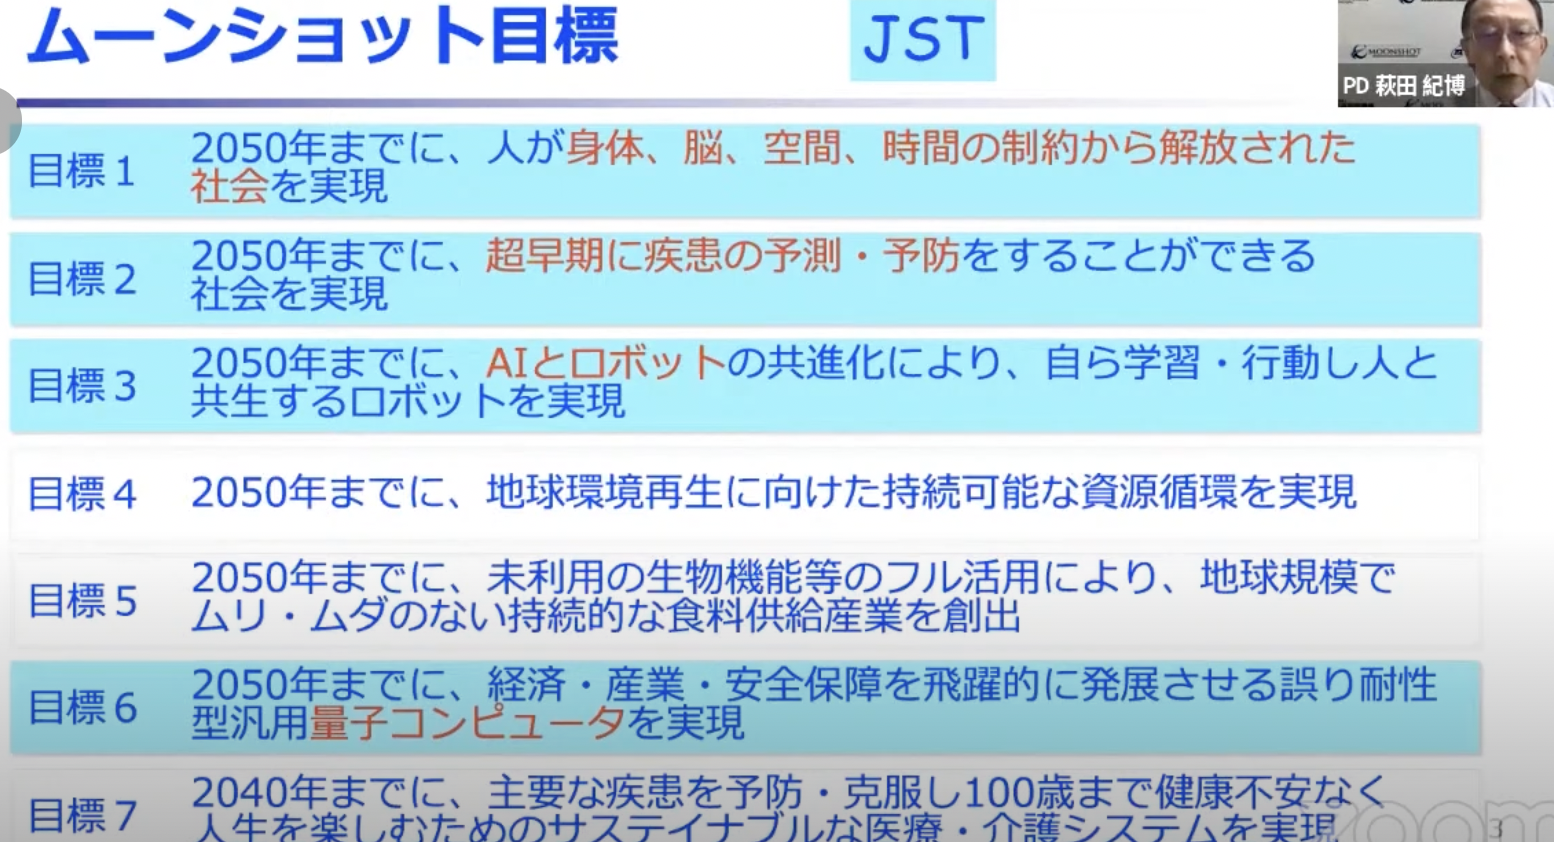 ムーンショット目標
JST
MOONSHOT
PD 萩田 紀博
目標1
2050年までに、人が身体、脳、空間、時間の制約から解放された
社会を実現
目標2
2050年までに、超早期に疾患の予測・予防をすることができる
社会を実現
目標3
2050年までに、AIとロボットの共進化により、自ら学習・行動し人と
共生するロボットを実現
目標4
2050年までに、地球環境再生に向けた持続可能な資源循環を実現
目標5
2050年までに、未利用の生物機能等のフル活用により、地球規模で
ムリ・ムダのない持続的な食料供給産業を創出
目標6
2050年までに、経済・産業・安全保障を飛躍的に発展させる誤り耐性
型汎用量子コンピュータを実現
目標7
2040年までに、主要な疾患を予防・克服し100歳まで健康不安なく
人生を楽しむためのサステイナブルな医療・介護システムを実現
zoom
3